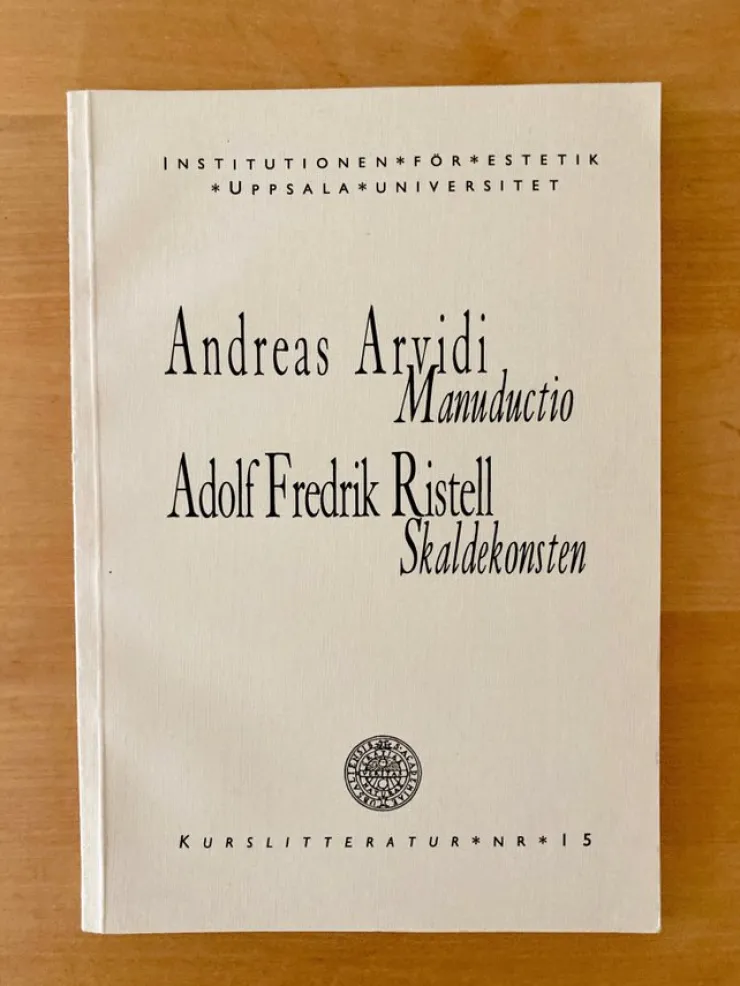 INSTITUTIONEN*FÖR*ESTETIK
*UPPSALA*UNIVERSITET
Andreas Arvidi
Manuductio
Adolf Fredrik Ristell
Skaldekonsten
KURSLITTERATUR*NR*15